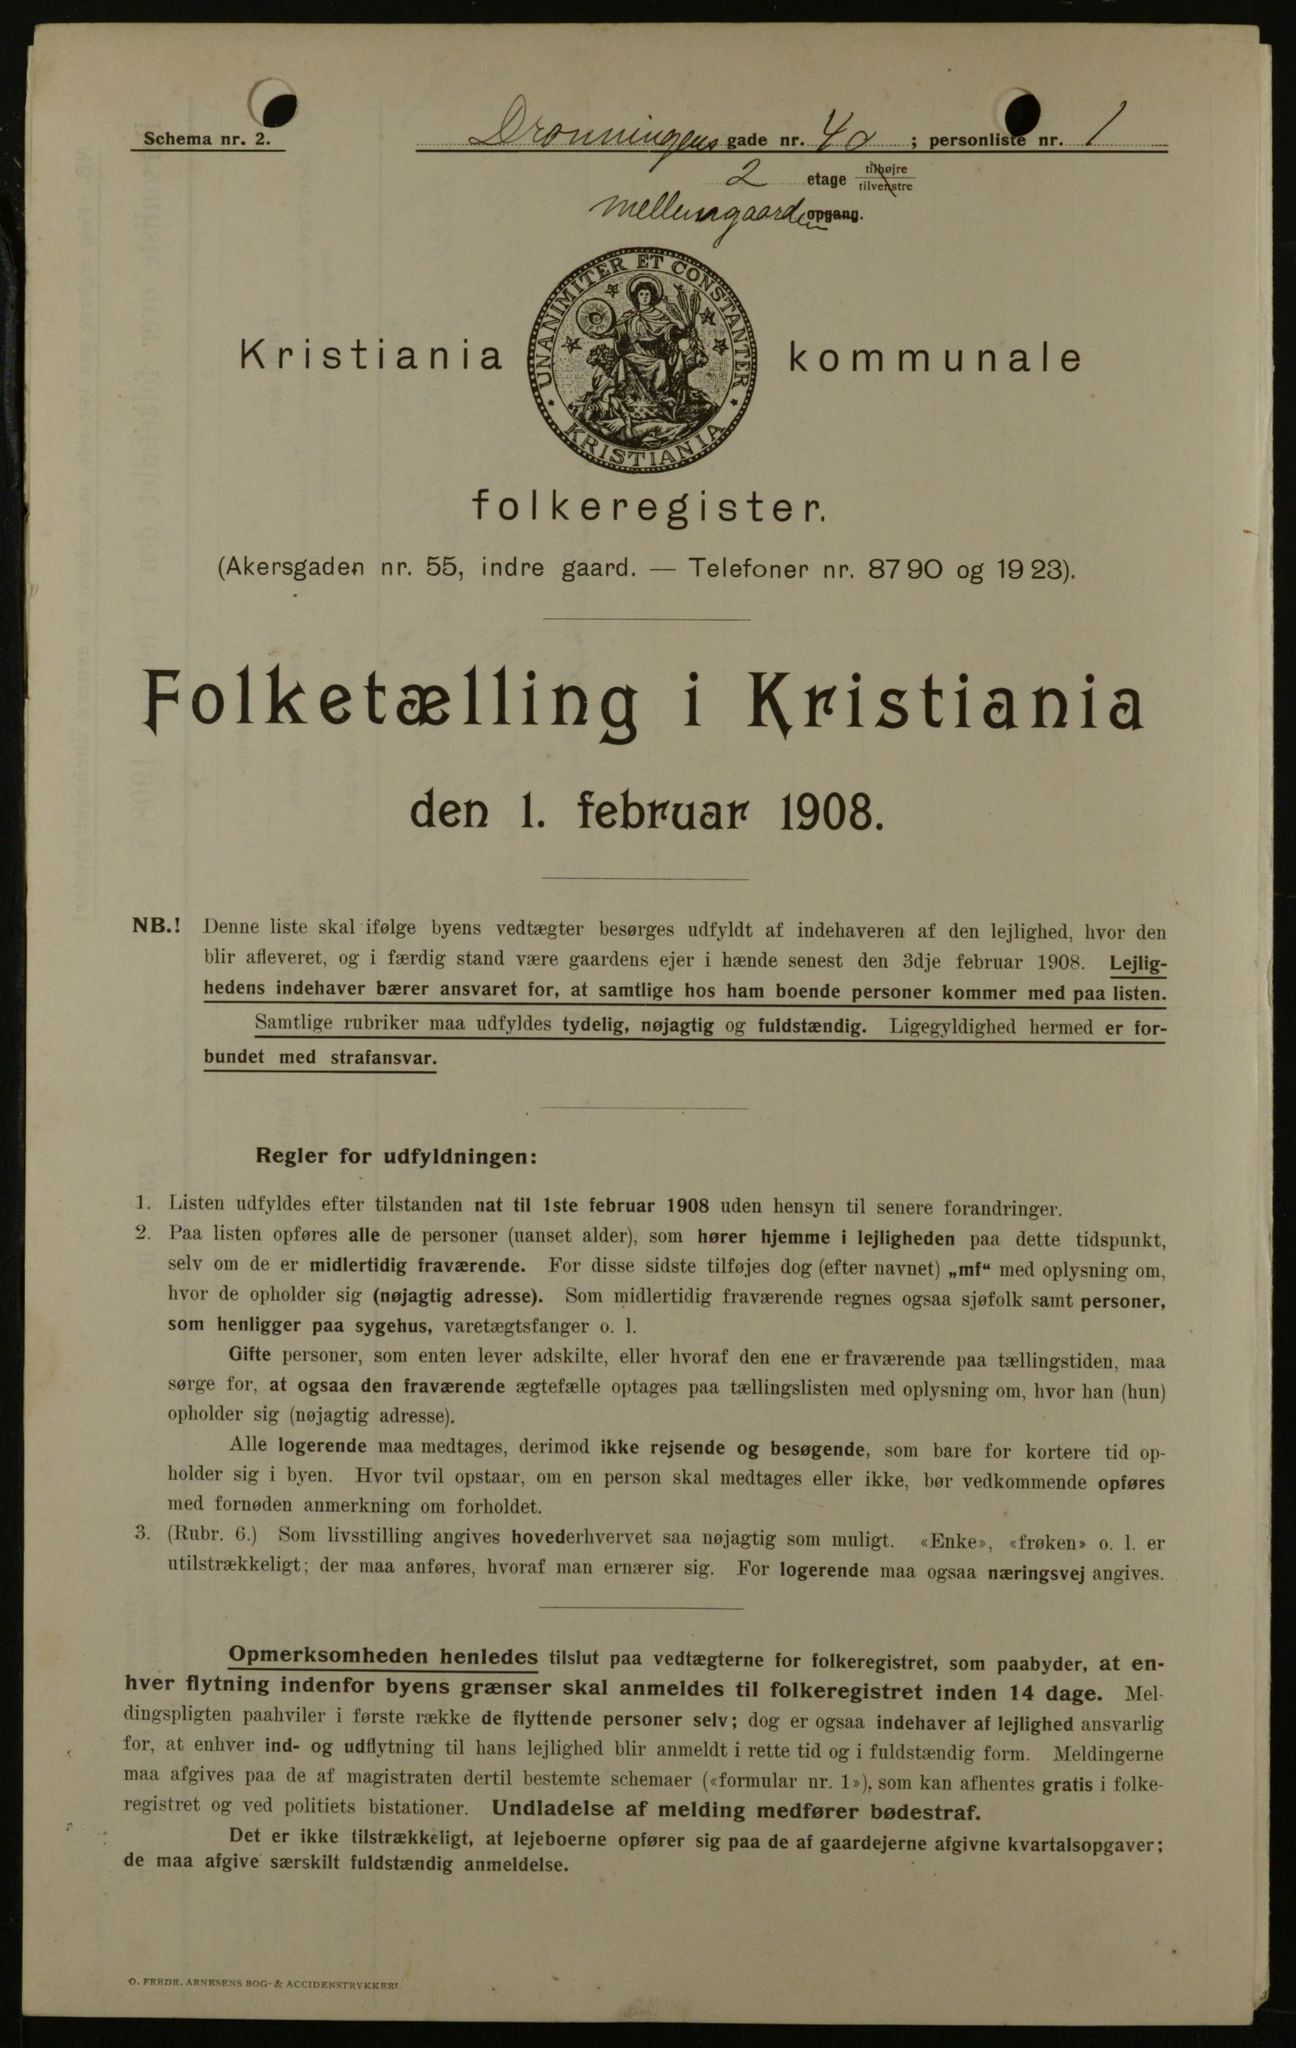 Schema nr. 2.
Dronningens gade nr. 40 ; personliste nr. 1
2 etage tilhøjre
tilvenstre
mellemgaarden opgang.
UNANIMITER ET CONSTANTER
KRISTIANIA
Kristiania kommunale
folkeregister.
(Akersgaden nr. 55, indre gaard. — Telefoner nr. 8790 og 1923).
Folketælling i Kristiania
den 1. februar 1908.
NB.! Denne liste skal ifølge byens vedtægter besørges udfyldt af indehaveren af den lejlighed, hvor den
blir afleveret, og i færdig stand være gaardens ejer i hænde senest den 3dje februar 1908. Lejlig-
hedens indehaver bærer ansvaret for, at samtlige hos ham boende personer kommer med paa listen.
Samtlige rubriker maa udfyldes tydelig, nøjagtig og fuldstændig. Ligegyldighed hermed er for-
bundet med strafansvar.
Regler for udfyldningen:
1. Listen udfyldes efter tilstanden nat til 1ste februar 1908 uden hensyn til senere forandringer.
2. Paa listen opføres alle de personer (uanset alder), som hører hjemme i lejligheden paa dette tidspunkt,
selv om de er midlertidig fraværende. For disse sidste tilføjes dog (efter navnet) „mf“ med oplysning om,
hvor de opholder sig (nøjagtig adresse). Som midlertidig fraværende regnes ogsaa sjøfolk samt personer,
som henligger paa sygehus, varetægtsfanger o. l.
Gifte personer, som enten lever adskilte, eller hvoraf den ene er fraværende paa tællingstiden, maa
sørge for, at ogsaa den fraværende ægtefælle optages paa tællingslisten med oplysning om, hvor han (hun)
opholder sig (nøjagtig adresse).
Alle logerende maa medtages, derimod ikke rejsende og besøgende, som bare for kortere tid op-
holder sig i byen. Hvor tvil opstaar, om en person skal medtages eller ikke, bør vedkommende opføres
med fornøden anmerkning om forholdet.
3. (Rubr. 6.) Som livsstilling angives hovederhvervet saa nøjagtig som muligt. «Enke», «frøken» o. l. er
utilstrækkeligt; der maa anføres, hvoraf man ernærer sig. For logerende maa ogsaa næringsvej angives.
Opmerksomheden henledes tilslut paa vedtægterne for folkeregistret, som paabyder, at en-
hver flytning indenfor byens grænser skal anmeldes til folkeregistret inden 14 dage. Mel-
dingspligten paahviler i første række de flyttende personer selv; dog er ogsaa indehaver af lejlighed ansvarlig
for, at enhver ind- og udflytning til hans lejlighed blir anmeldt i rette tid og i fuldstændig form. Meldingerne
maa afgives paa de af magistraten dertil bestemte schemaer («formular nr. 1»), som kan afhentes gratis i folke-
registret og ved politiets bistationer. Undladelse af melding medfører bødestraf.
Det er ikke tilstrækkeligt, at lejeboerne opfører sig paa de af gaardejerne afgivne kvartalsopgaver;
de maa afgive særskilt fuldstændig anmeldelse.
O. FREDR. ARNESENS BOG- & ACCIDENSTRYKKERI